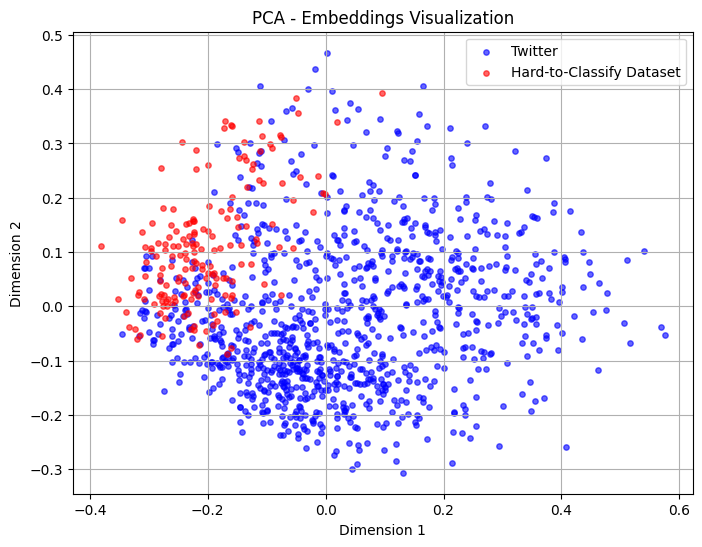 PCA - Embeddings Visualization
Twitter
Hard-to-Classify Dataset
Dimension 2
0.5
0.4
0.3
0.2
0.1
0.0
−0.1
−0.2
−0.3
−0.4 −0.2 0.0 0.2 0.4 0.6
Dimension 1